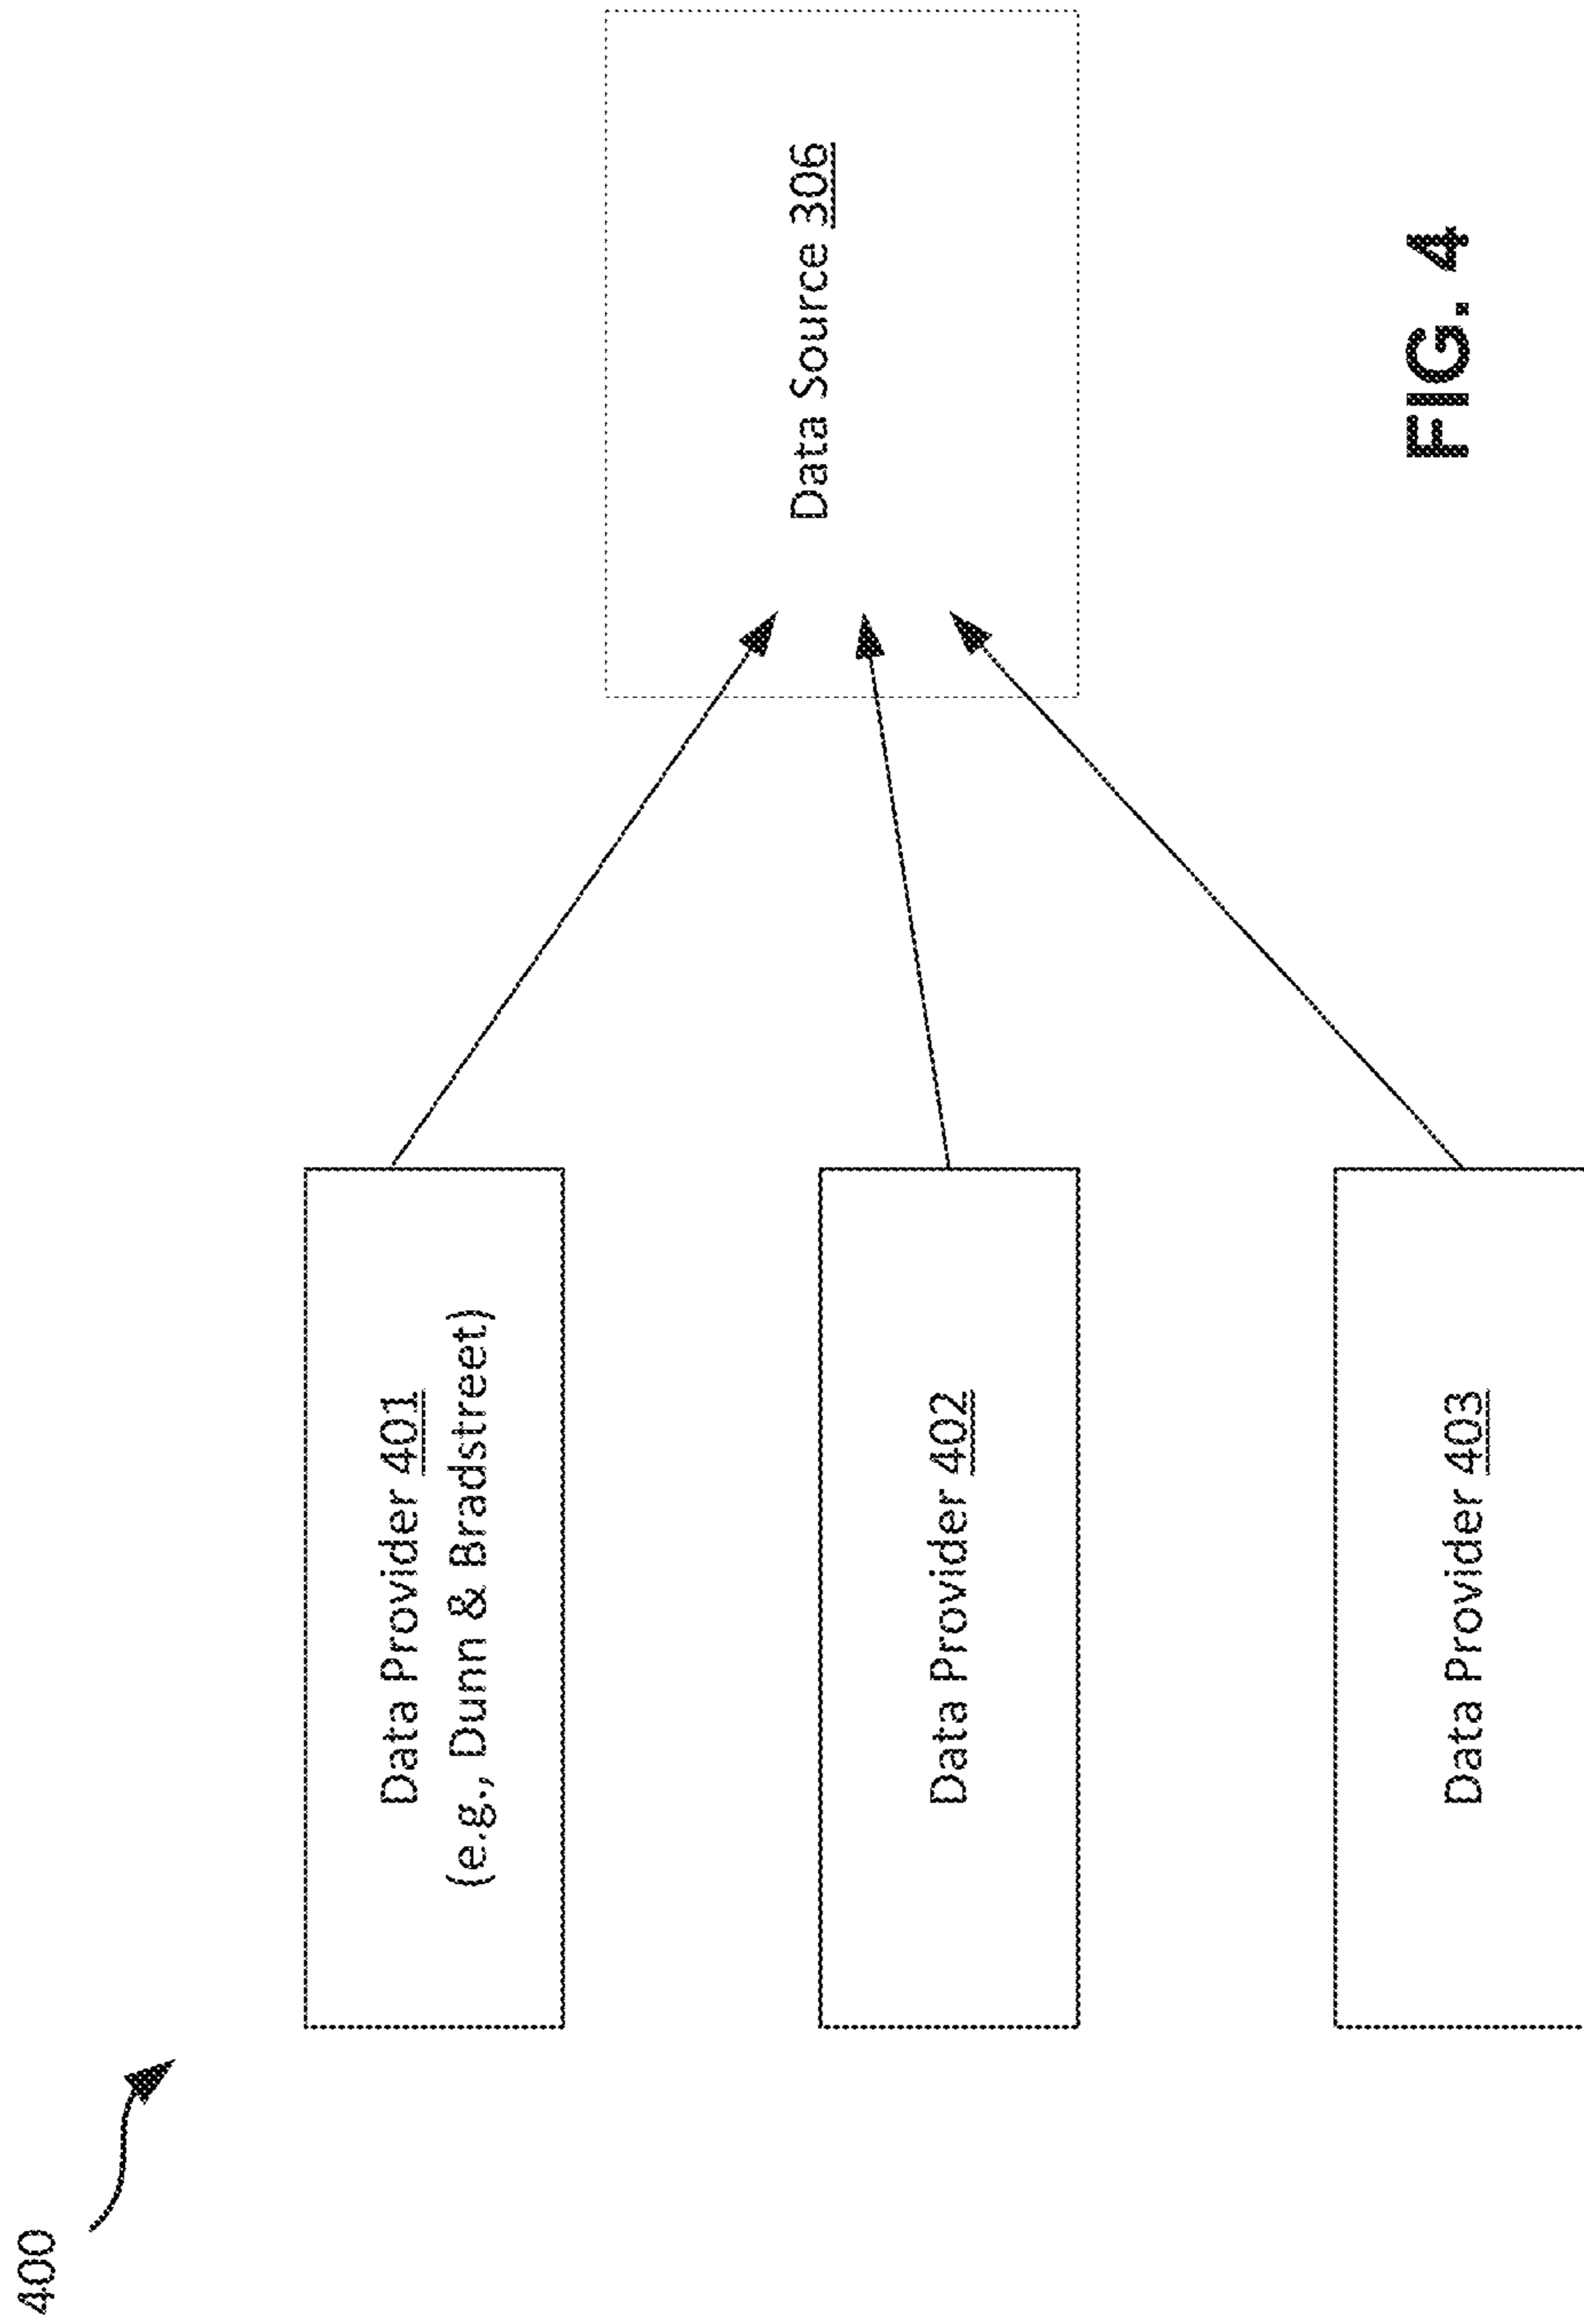 400
Data Provider 401
(e.g., Dunn & Bradstreet)
Data Provider 402
Data Provider 403
Data Source 306
FIG. 4